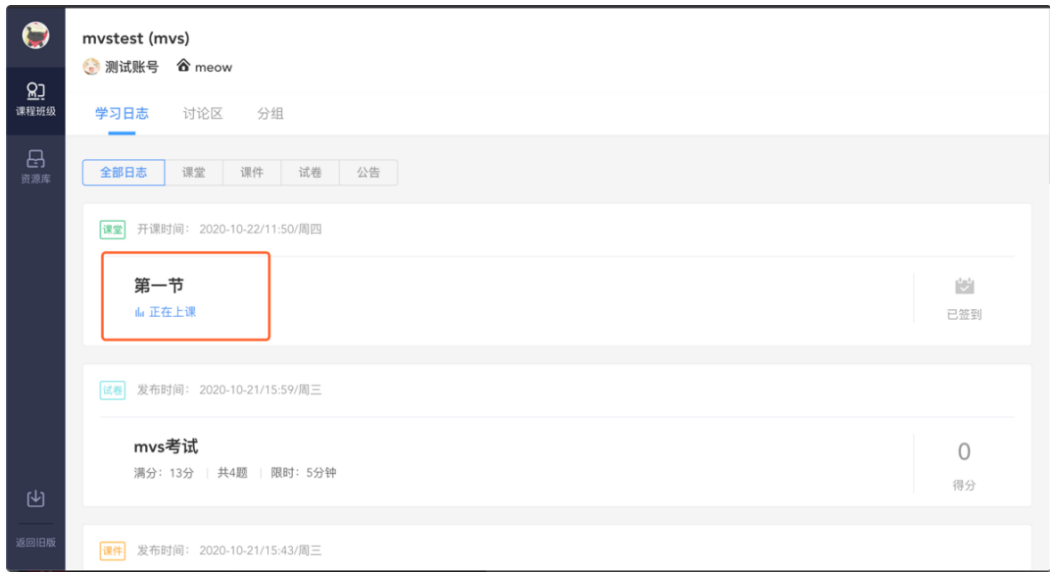 mvstest (mvs)
测试账号 meow
课程班级
资源库
返回旧版
学习日志 讨论区 分组
全部日志 课堂 课件 试卷 公告
课堂 开课时间: 2020-10-22/11:50/周四
第一节
正在上课
已签到
试卷 发布时间: 2020-10-21/15:59/周三
mvs考试
满分: 13分 | 共4题 | 限时: 5分钟
0
得分
课件 发布时间: 2020-10-21/15:43/周三